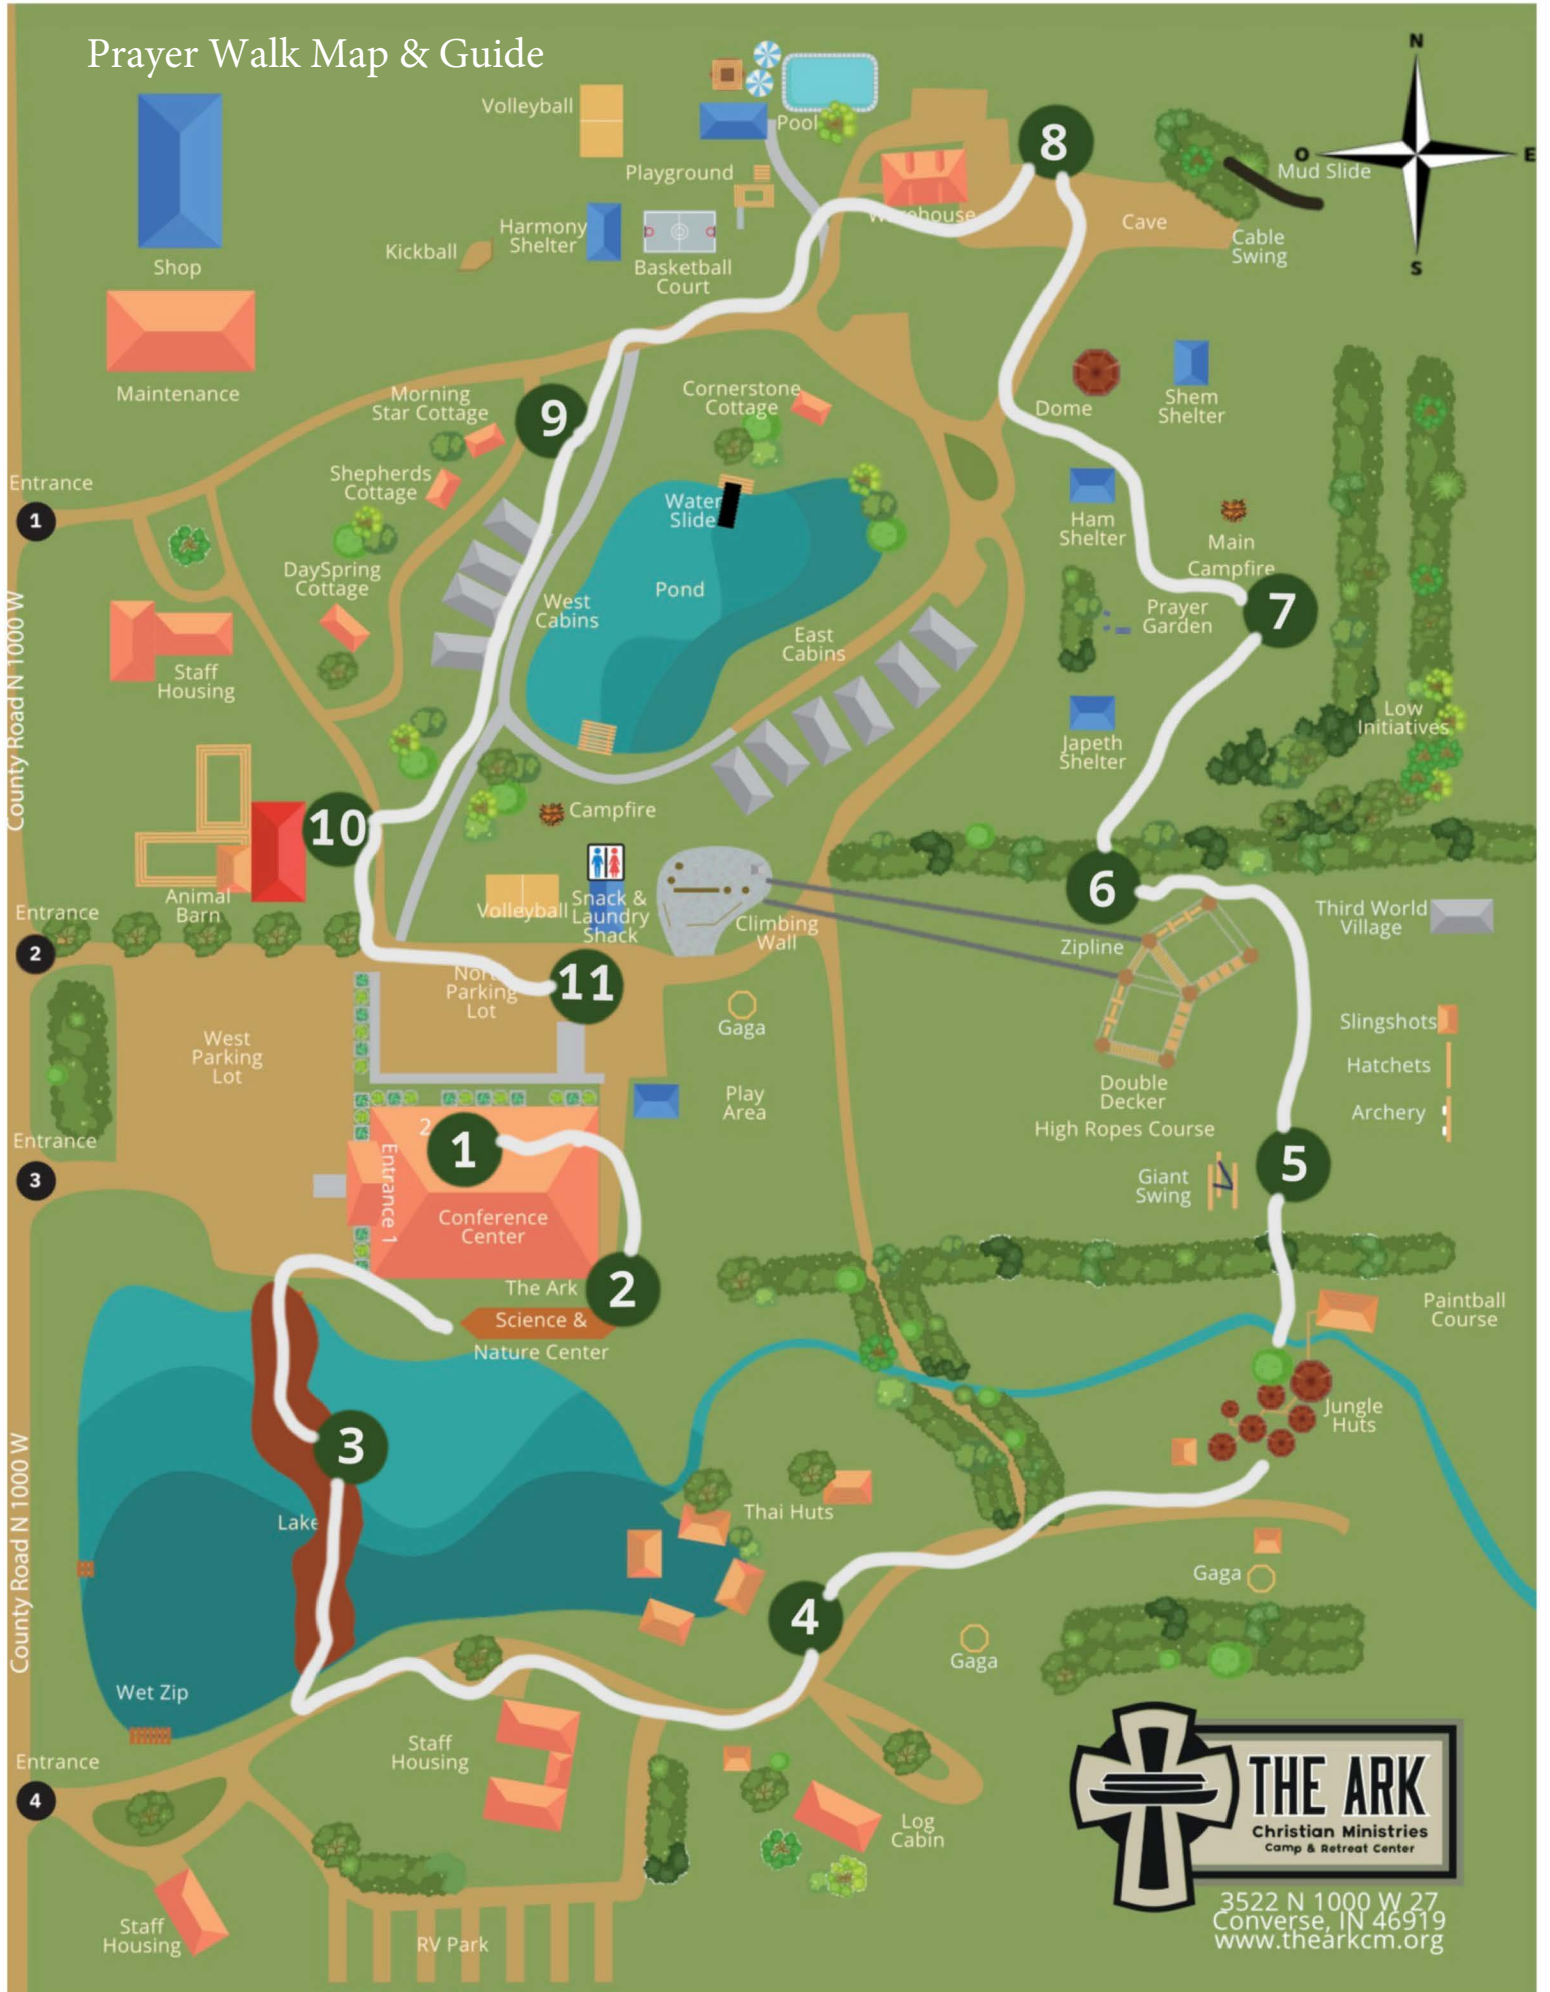 Prayer Walk Map & Guide
N
O
E
S
Volleyball
Pool
Playground
8
Mud Slide
Harmony
Shelter
Kickball
Basketball
Court
Warehouse
Cave
Cable
Swing
Shop
Maintenance
Morning
Star Cottage
9
Cornerstone
Cottage
Dome
Shem
Shelter
Entrance
1
Shepherds
Cottage
Water
Slide
Ham
Shelter
Main
Campfire
DaySpring
Cottage
West
Cabins
Pond
East
Cabins
Prayer
Garden
7
County Road N 1000 W
Staff
Housing
Japeth
Shelter
Low
Initiatives
10
Campfire
Animal
Barn
Entrance
2
Volleyball
Snack &
Laundry
Shack
Climbing
Wall
6
Zipline
Third World
Village
North
Parking
Lot
11
Gaga
West
Parking
Lot
Slingshots
Hatchets
Archery
Double
Decker
High Ropes Course
Play
Area
Entrance
3
2
1
Entrance 1
Conference
Center
Giant
Swing
5
The Ark
2
Science &
Nature Center
Paintball
Course
Jungle
Huts
3
Lake
Thai Huts
County Road N 1000 W
4
Gaga
Gaga
Wet Zip
Entrance
4
Staff
Housing
Log
Cabin
Staff
Housing
RV Park
THE ARK
Christian Ministries
Camp & Retreat Center
3522 N 1000 W 27
Converse, IN 46919
www.thearkcm.org